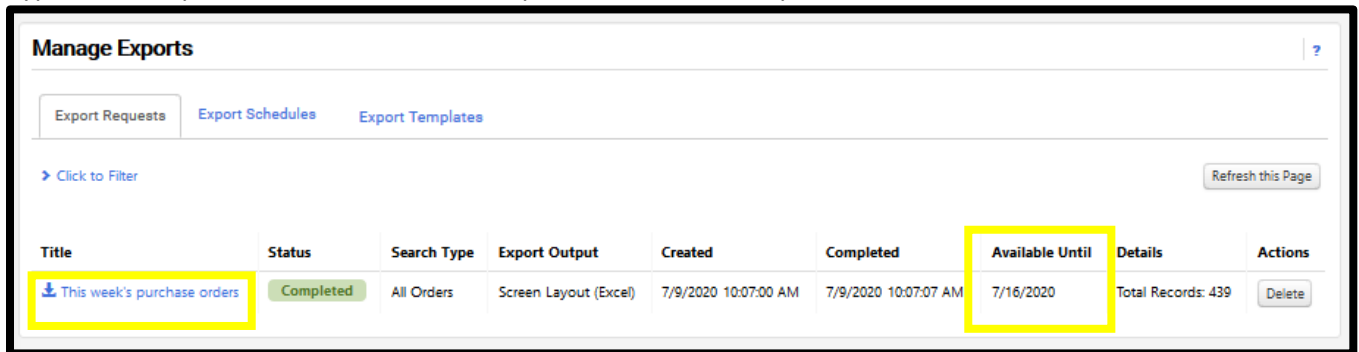 Manage Exports
?
Export Requests Export Schedules Export Templates
Click to Filter
Refresh this Page
Title Status Search Type Export Output Created Completed Available Until Details Actions
This week's purchase orders Completed All Orders Screen Layout (Excel) 7/9/2020 10:07:00 AM 7/9/2020 10:07:07 AM 7/16/2020 Total Records: 439 Delete